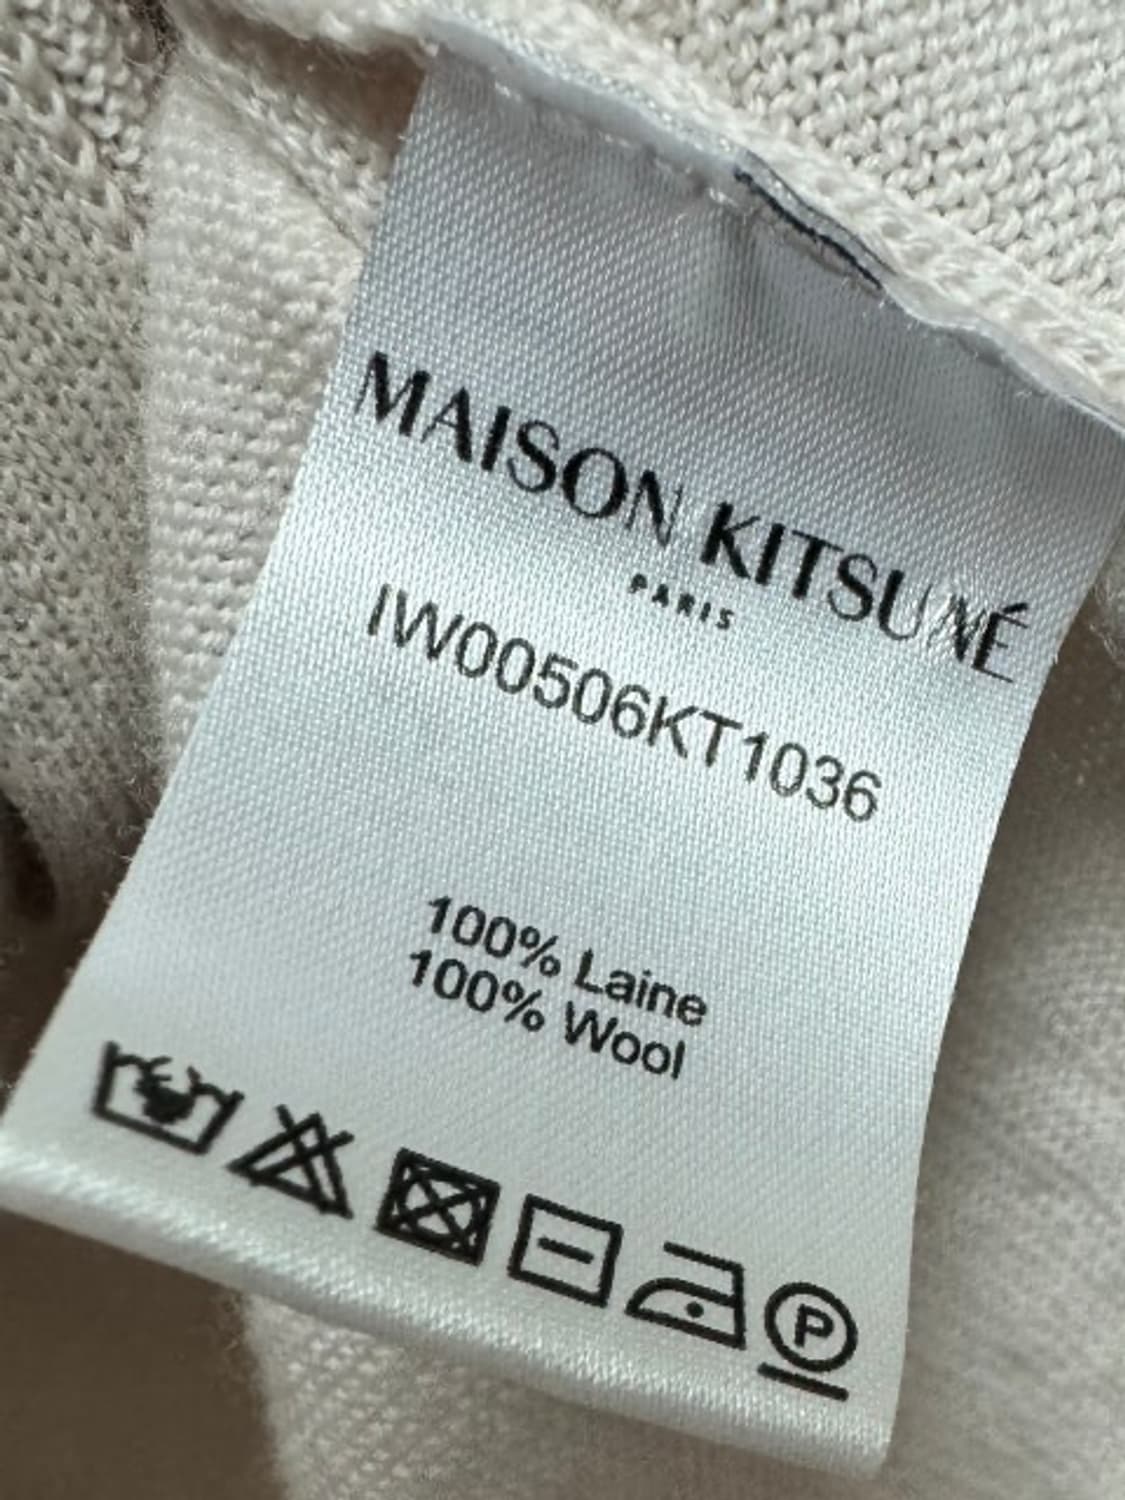 MAISON KITSUNÉ
PARIS
IW00506KT1036
100% Laine
100% Wool
P